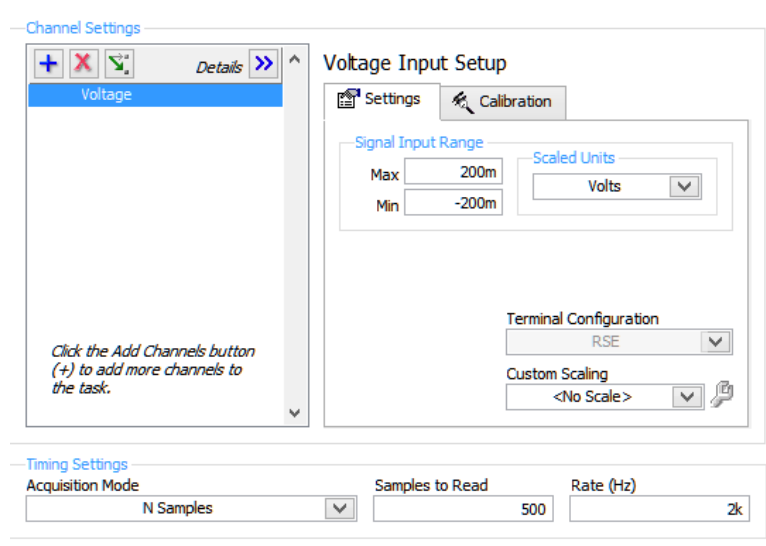 Channel Settings
Details
Voltage
Click the Add Channels button
(+) to add more channels to
the task.
Voltage Input Setup
Settings
Calibration
Signal Input Range
Max 200m
Min -200m
Scaled Units
Volts
Terminal Configuration
RSE
Custom Scaling
<No Scale>
Timing Settings
Acquisition Mode
N Samples
Samples to Read
500
Rate (Hz)
2k